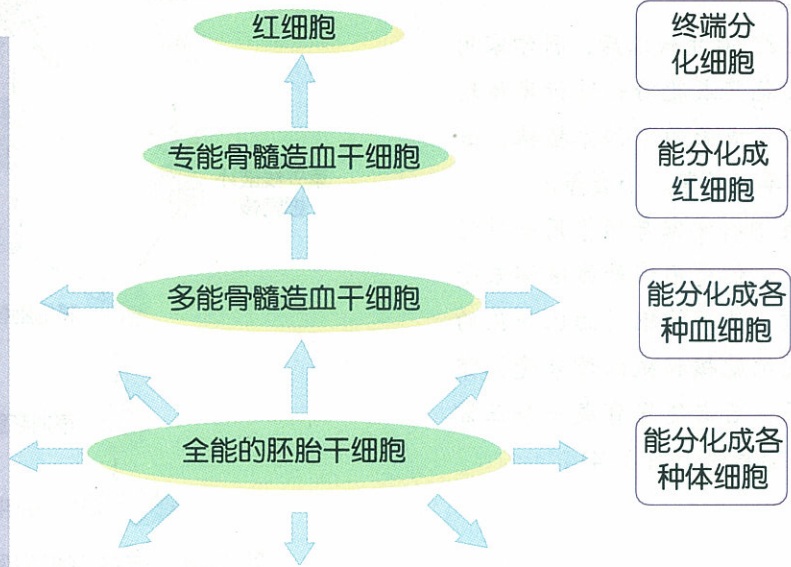 红细胞
终端分
化细胞
专能骨髓造血干细胞
能分化成
红细胞
多能骨髓造血干细胞
能分化成各
种血细胞
全能的胚胎干细胞
能分化成各
种体细胞